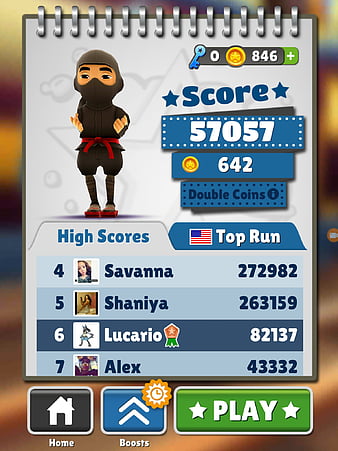 0 846 +
Score
57057
642
Double Coins i
High Scores Top Run
4 Savanna 272982
5 Shaniya 263159
6 Lucario 82137
7 Alex 43332
PLAY
Home Boosts